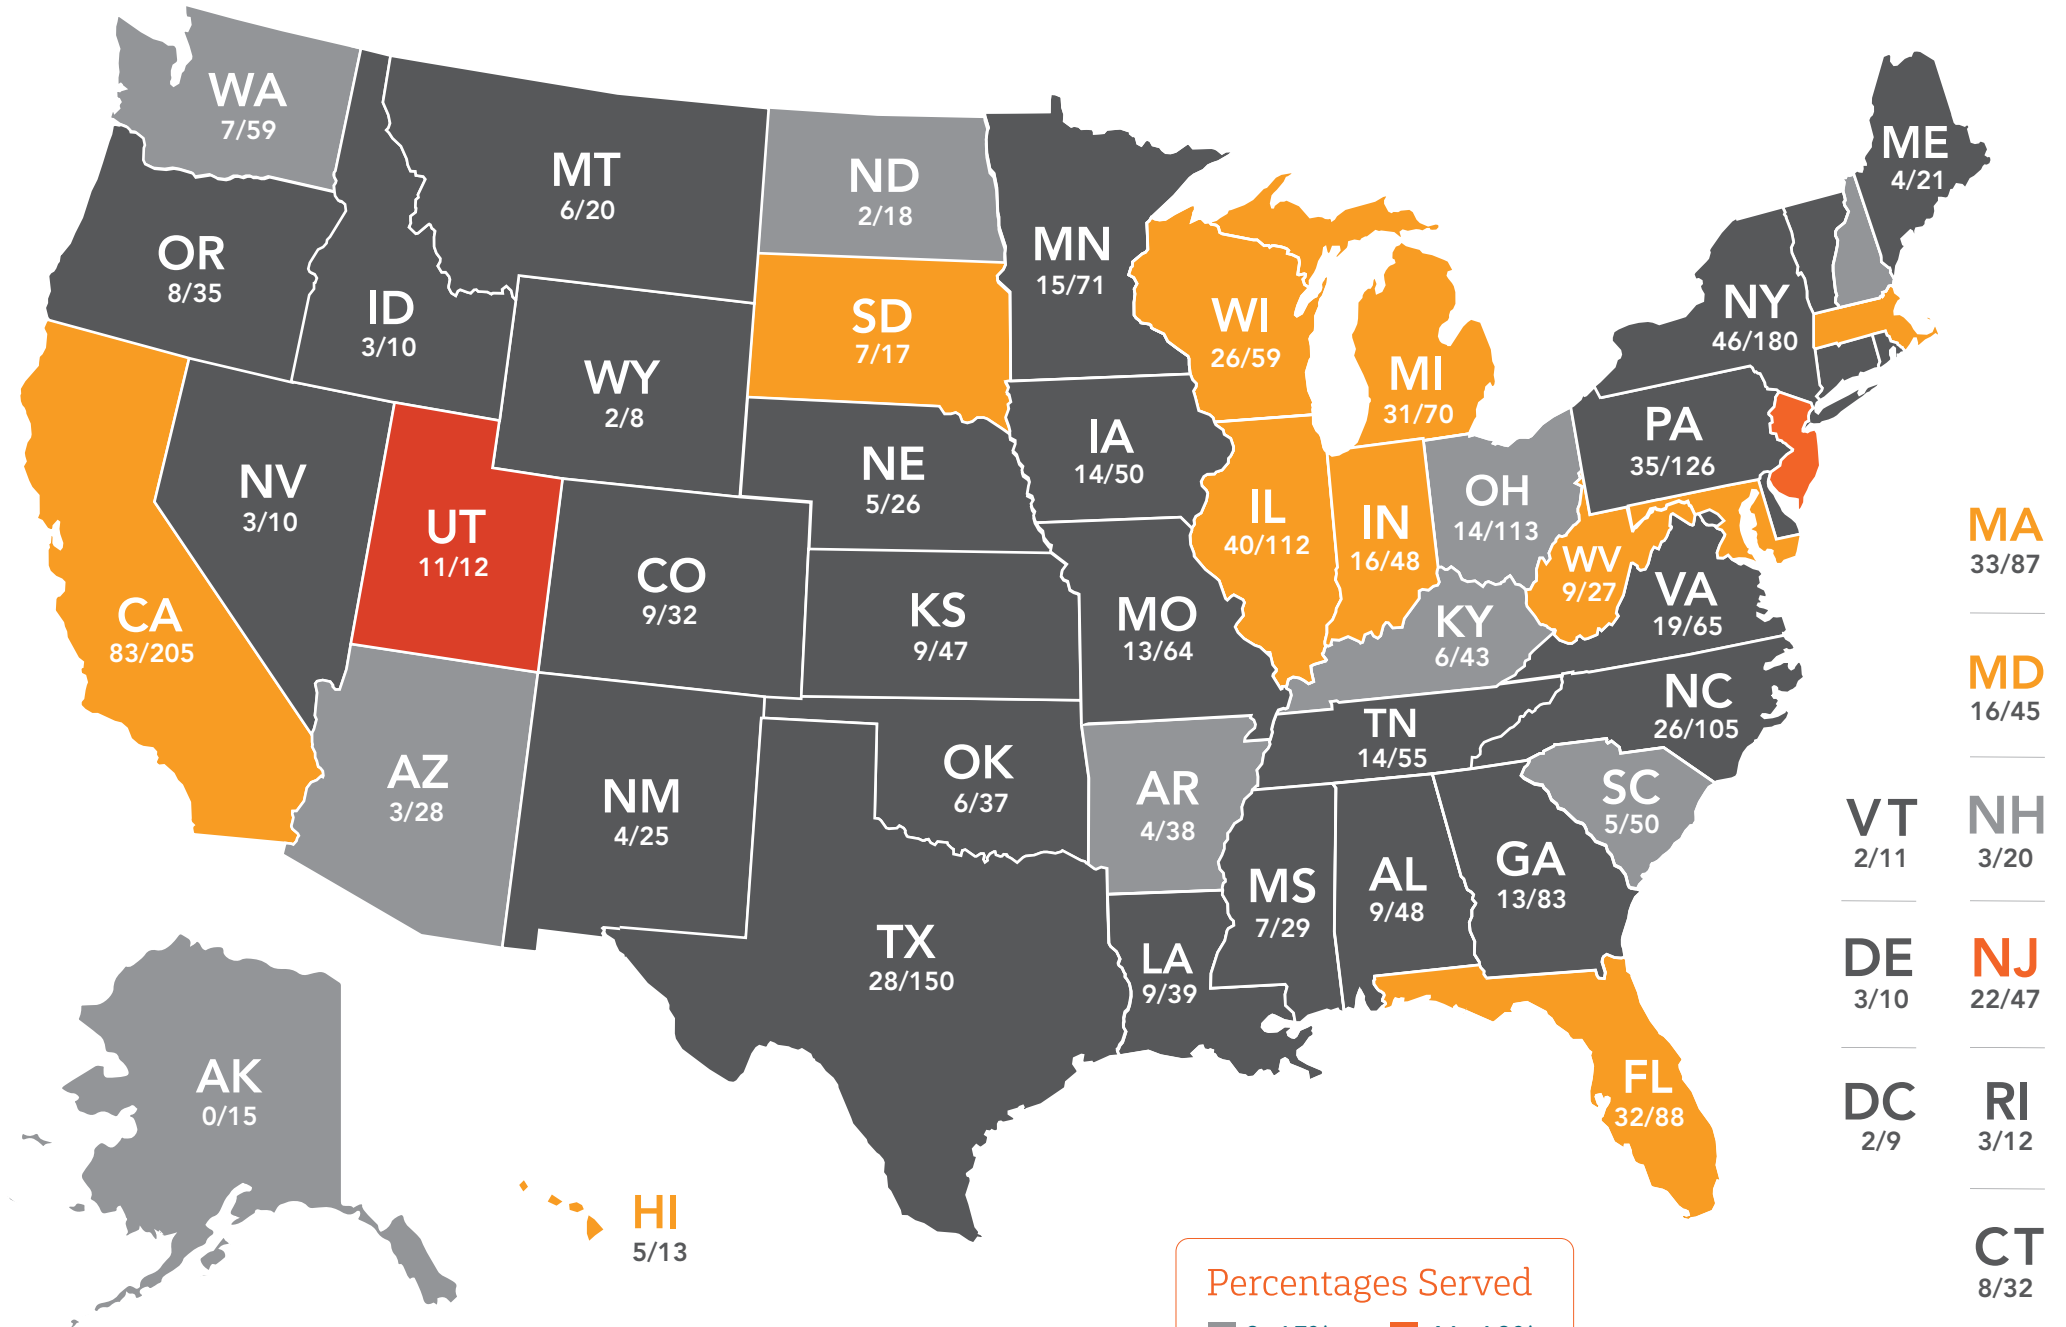 WA
7/59
MT
6/20
ND
2/18
ME
4/21
OR
8/35
ID
3/10
MN
15/71
SD
7/17
WI
26/59
NY
46/180
WY
2/8
MI
31/70
NV
3/10
NE
5/26
IA
14/50
PA
35/126
UT
11/12
IL
40/112
IN
16/48
OH
14/113
MA
33/87
CA
83/205
CO
9/32
KS
9/47
MO
13/64
WV
9/27
VA
19/65
KY
6/43
MD
16/45
NC
26/105
TN
14/55
AZ
3/28
NM
4/25
OK
6/37
AR
4/38
SC
5/50
VT
2/11
NH
3/20
MS
7/29
AL
9/48
GA
13/83
TX
28/150
LA
9/39
DE
3/10
NJ
22/47
AK
0/15
FL
32/88
DC
2/9
RI
3/12
HI
5/13
CT
8/32
Percentages Served